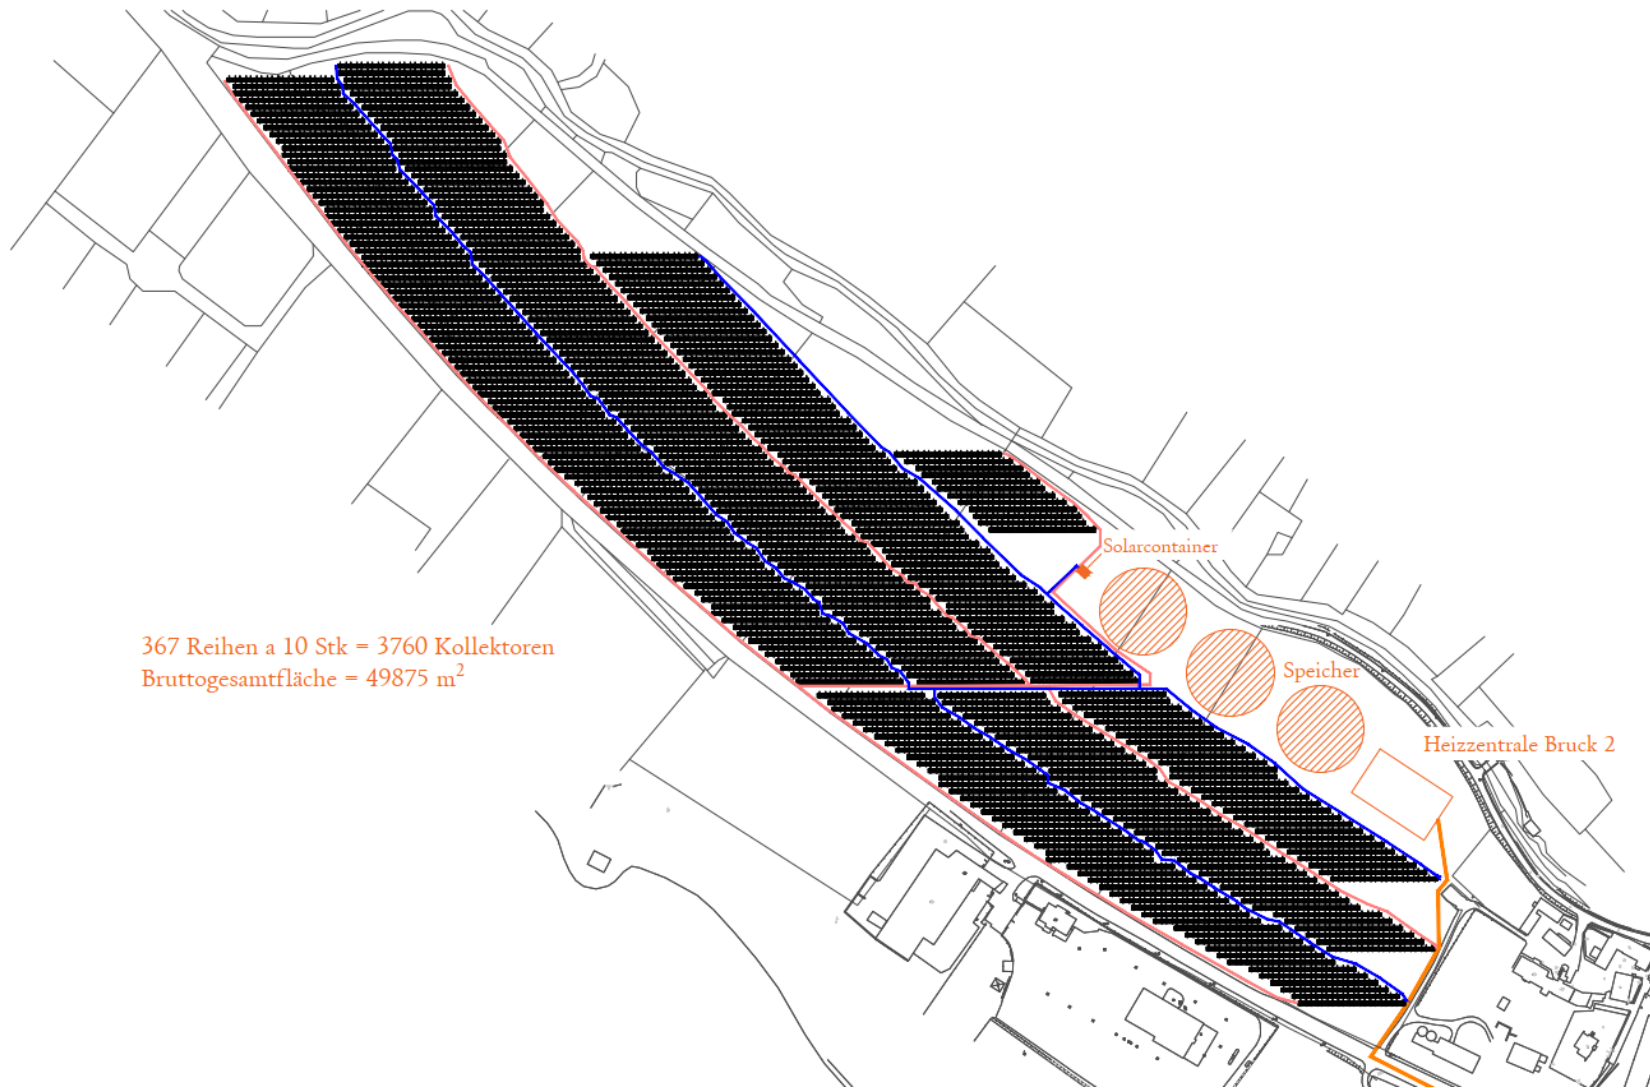 367 Reihen a 10 Stk = 3760 Kollektoren
Bruttogesamtfläche = 49875 m²
Solarcontainer
Speicher
Heizzentrale Bruck 2